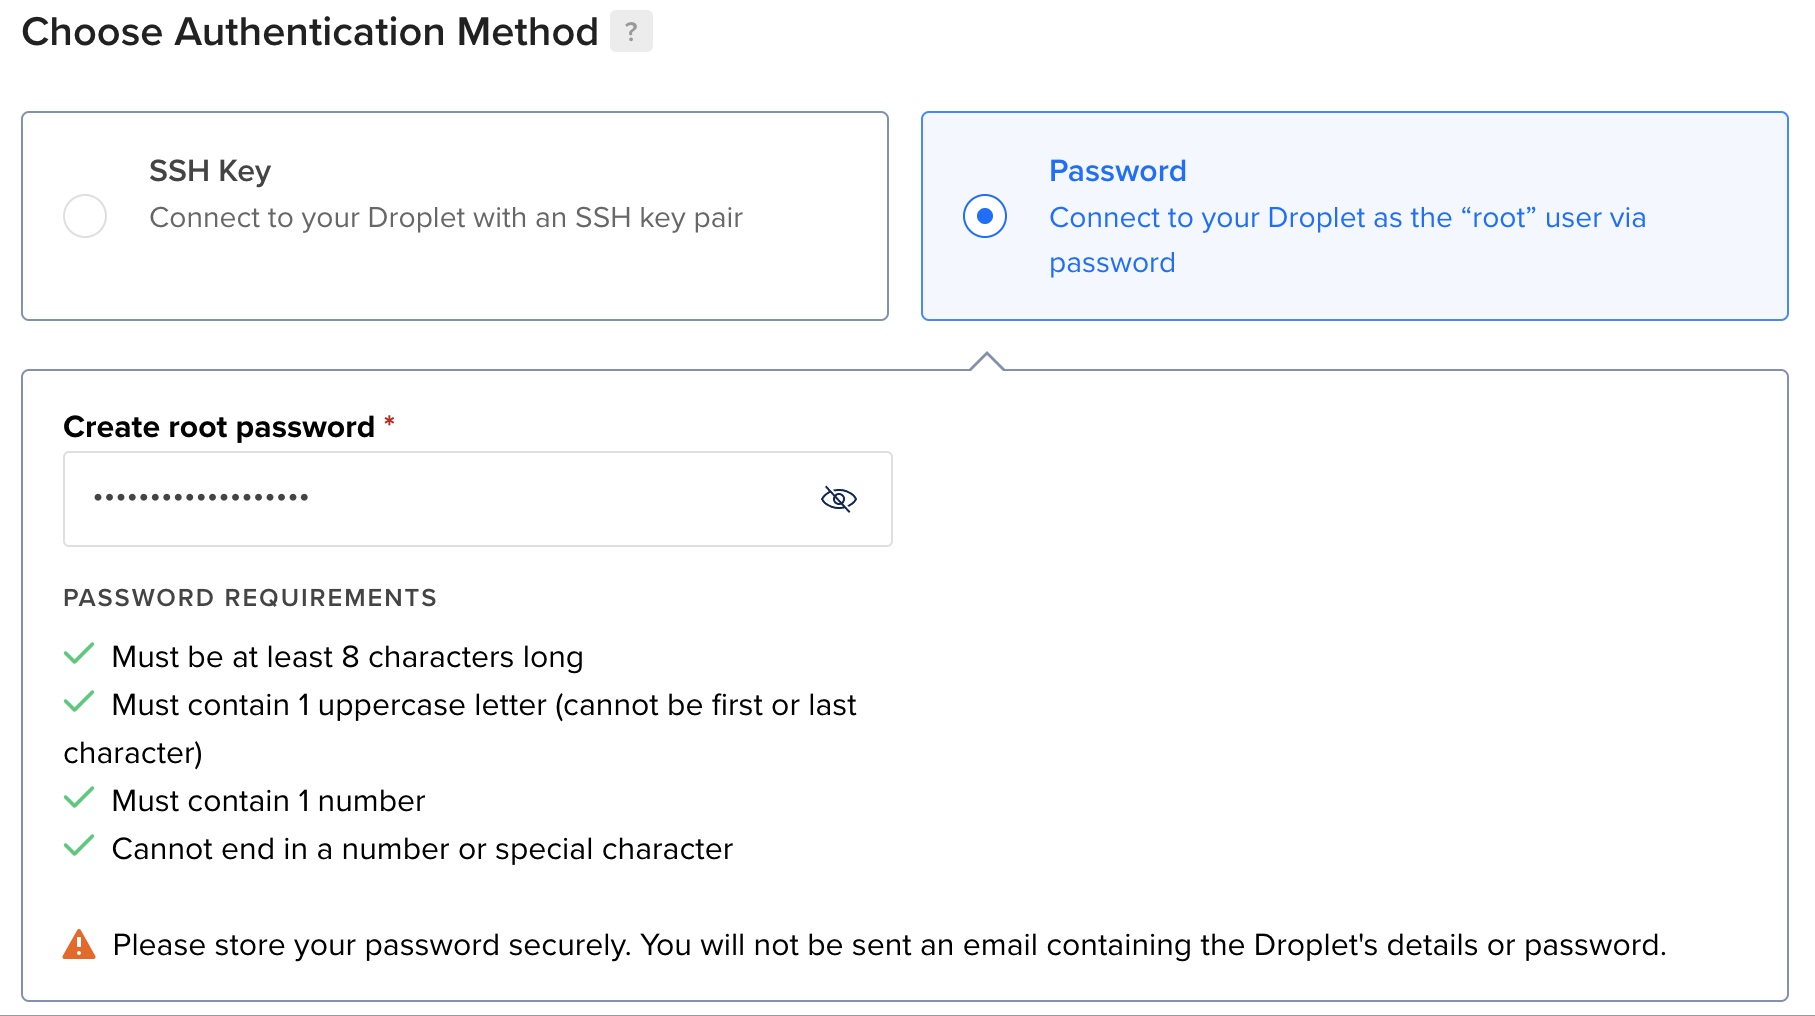 Choose Authentication Method ?
SSH Key
Connect to your Droplet with an SSH key pair
Password
Connect to your Droplet as the “root” user via
password
Create root password *
•••••••••••••••••••
PASSWORD REQUIREMENTS
Must be at least 8 characters long
Must contain 1 uppercase letter (cannot be first or last
character)
Must contain 1 number
Cannot end in a number or special character
Please store your password securely. You will not be sent an email containing the Droplet's details or password.